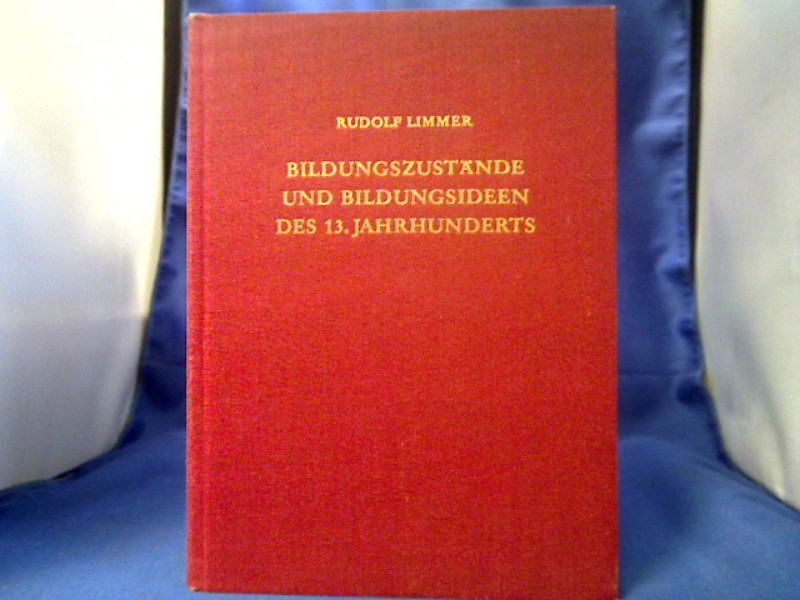 RUDOLF LIMMER
BILDUNGSZUSTÄNDE
UND BILDUNGSIDEEN
DES 13. JAHRHUNDERTS